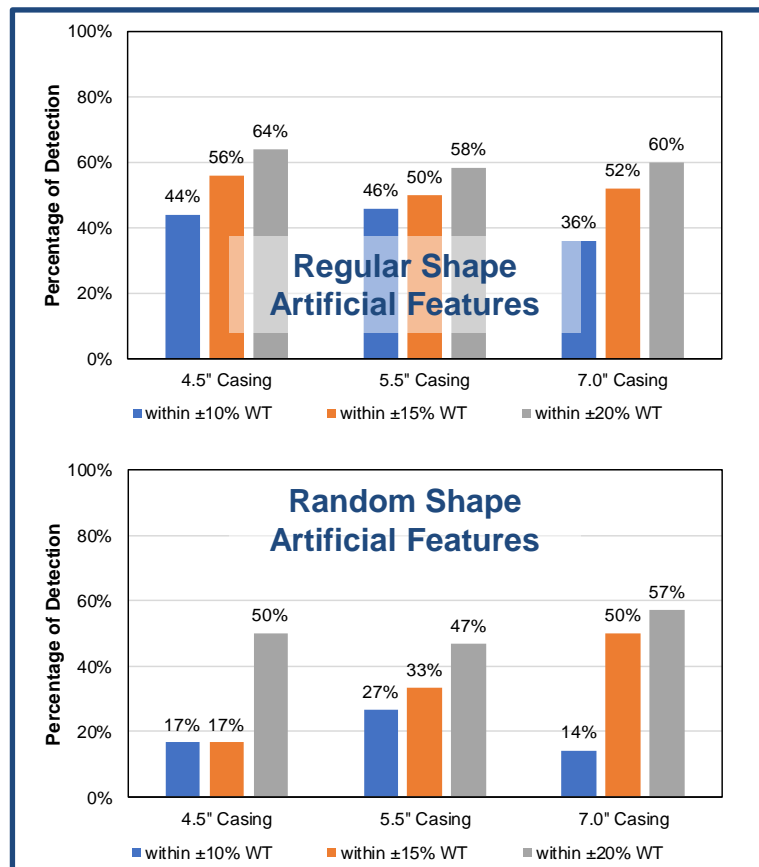 100%
80%
60%
40%
20%
0%
Percentage of Detection
44%
56%
64%
46%
50%
58%
36%
52%
60%
Regular Shape
Artificial Features
4.5" Casing
5.5" Casing
7.0" Casing
within ±10% WT
within ±15% WT
within ±20% WT
100%
80%
60%
40%
20%
0%
Percentage of Detection
Random Shape
Artificial Features
17%
17%
50%
27%
33%
47%
14%
50%
57%
4.5" Casing
5.5" Casing
7.0" Casing
within ±10% WT
within ±15% WT
within ±20% WT